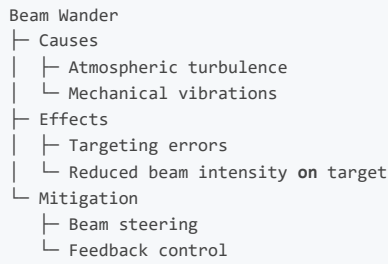 Beam Wander
├─ Causes
│  ├─ Atmospheric turbulence
│  └─ Mechanical vibrations
├─ Effects
│  ├─ Targeting errors
│  └─ Reduced beam intensity on target
└─ Mitigation
   ├─ Beam steering
   └─ Feedback control